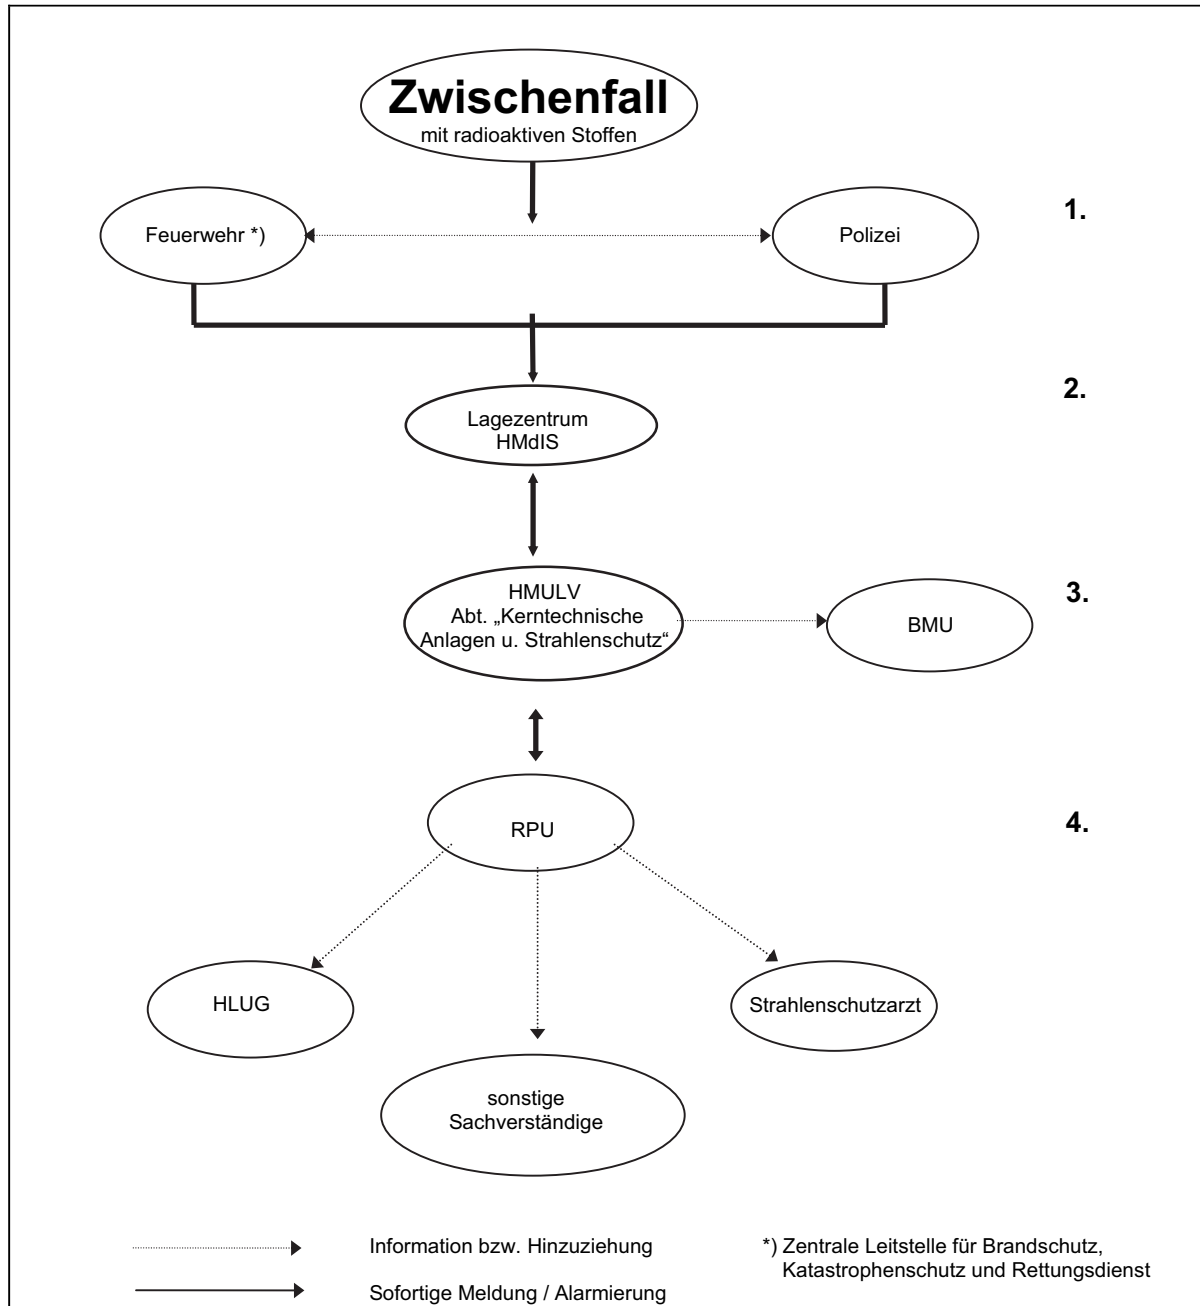 Zwischenfall
mit radioaktiven Stoffen
1.
Feuerwehr *)
Polizei
2.
Lagezentrum
HMdIS
3.
HMULV
Abt. „Kerntechnische
Anlagen u. Strahlenschutz“
BMU
4.
RPU
HLUG
Strahlenschutzarzt
sonstige
Sachverständige
Information bzw. Hinzuziehung
Sofortige Meldung / Alarmierung
*) Zentrale Leitstelle für Brandschutz,
Katastrophenschutz und Rettungsdienst